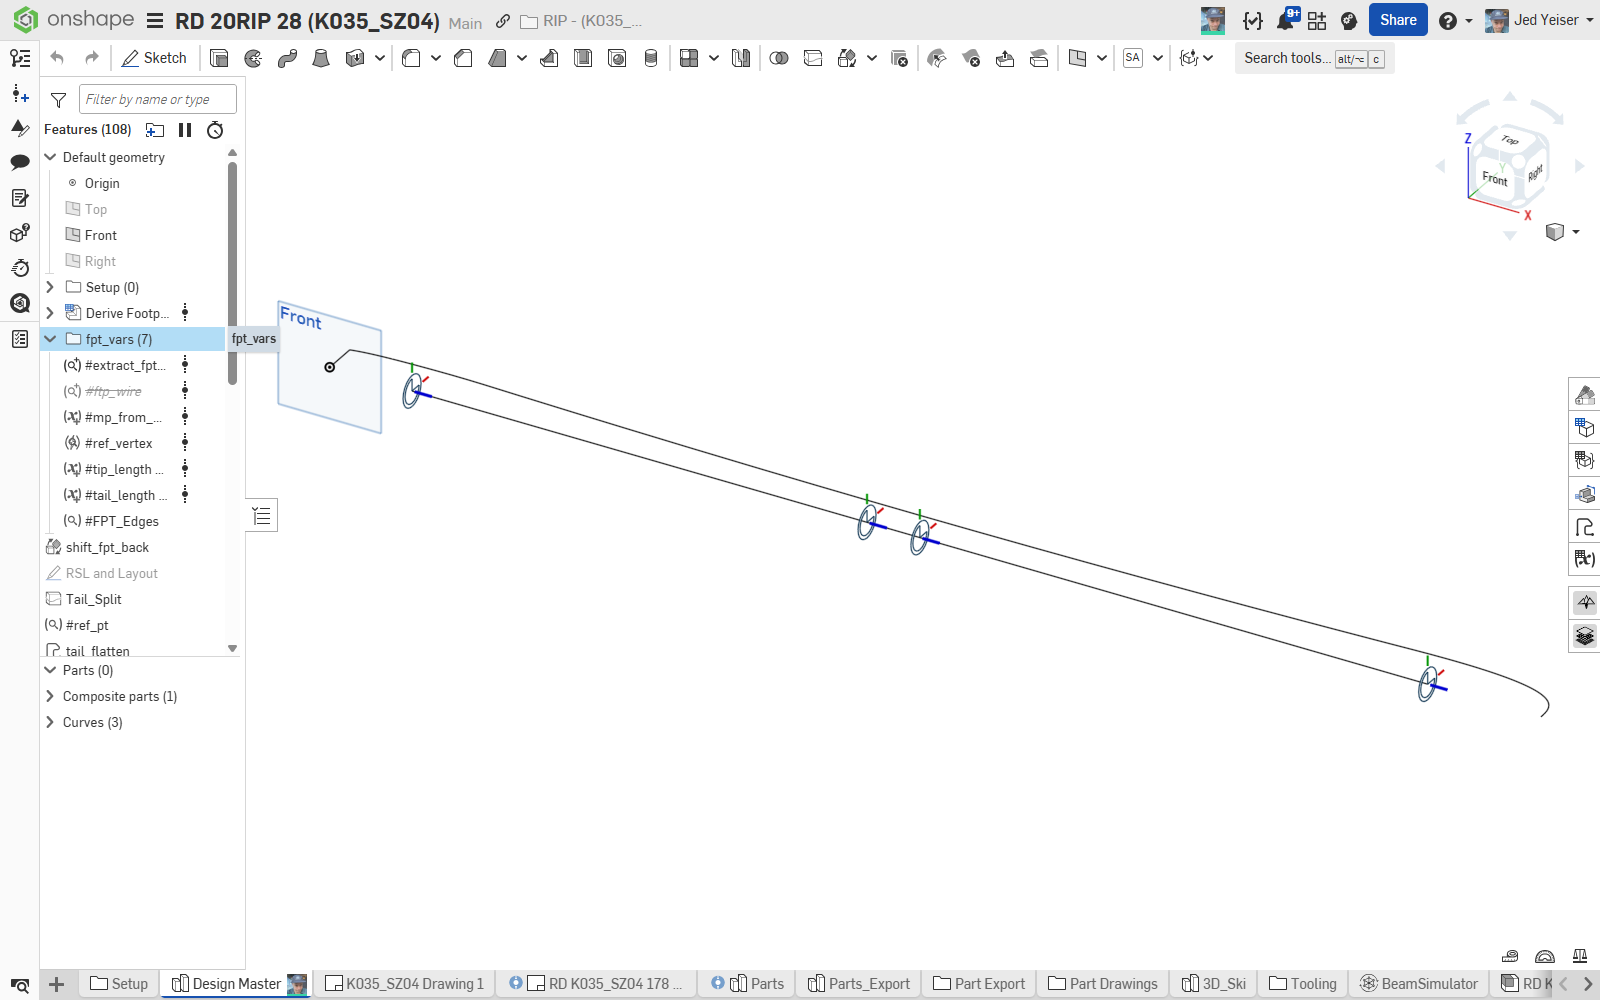 onshape RD 20RIP 28 (K035_SZ04) Main RIP - (K035_... 9+ Share Jed Yeiser
Sketch SA Search tools... alt/⌥ c
Filter by name or type
Features (108)
Default geometry
Origin
Top
Front
Right
Setup (0)
Derive Footp...
fpt_vars (7)
fpt_vars
#extract_fpt...
#ftp_wire
#mp_from_...
#ref_vertex
#tip_length ...
#tail_length ...
#FPT_Edges
shift_fpt_back
RSL and Layout
Tail_Split
#ref_pt
tail_flatten
Parts (0)
Composite parts (1)
Curves (3)
Front
Z
Top
Y
Front
Right
X
Setup Design Master K035_SZ04 Drawing 1 RD K035_SZ04 178 ... Parts Parts_Export Part Export Part Drawings 3D_Ski Tooling BeamSimulator RD K